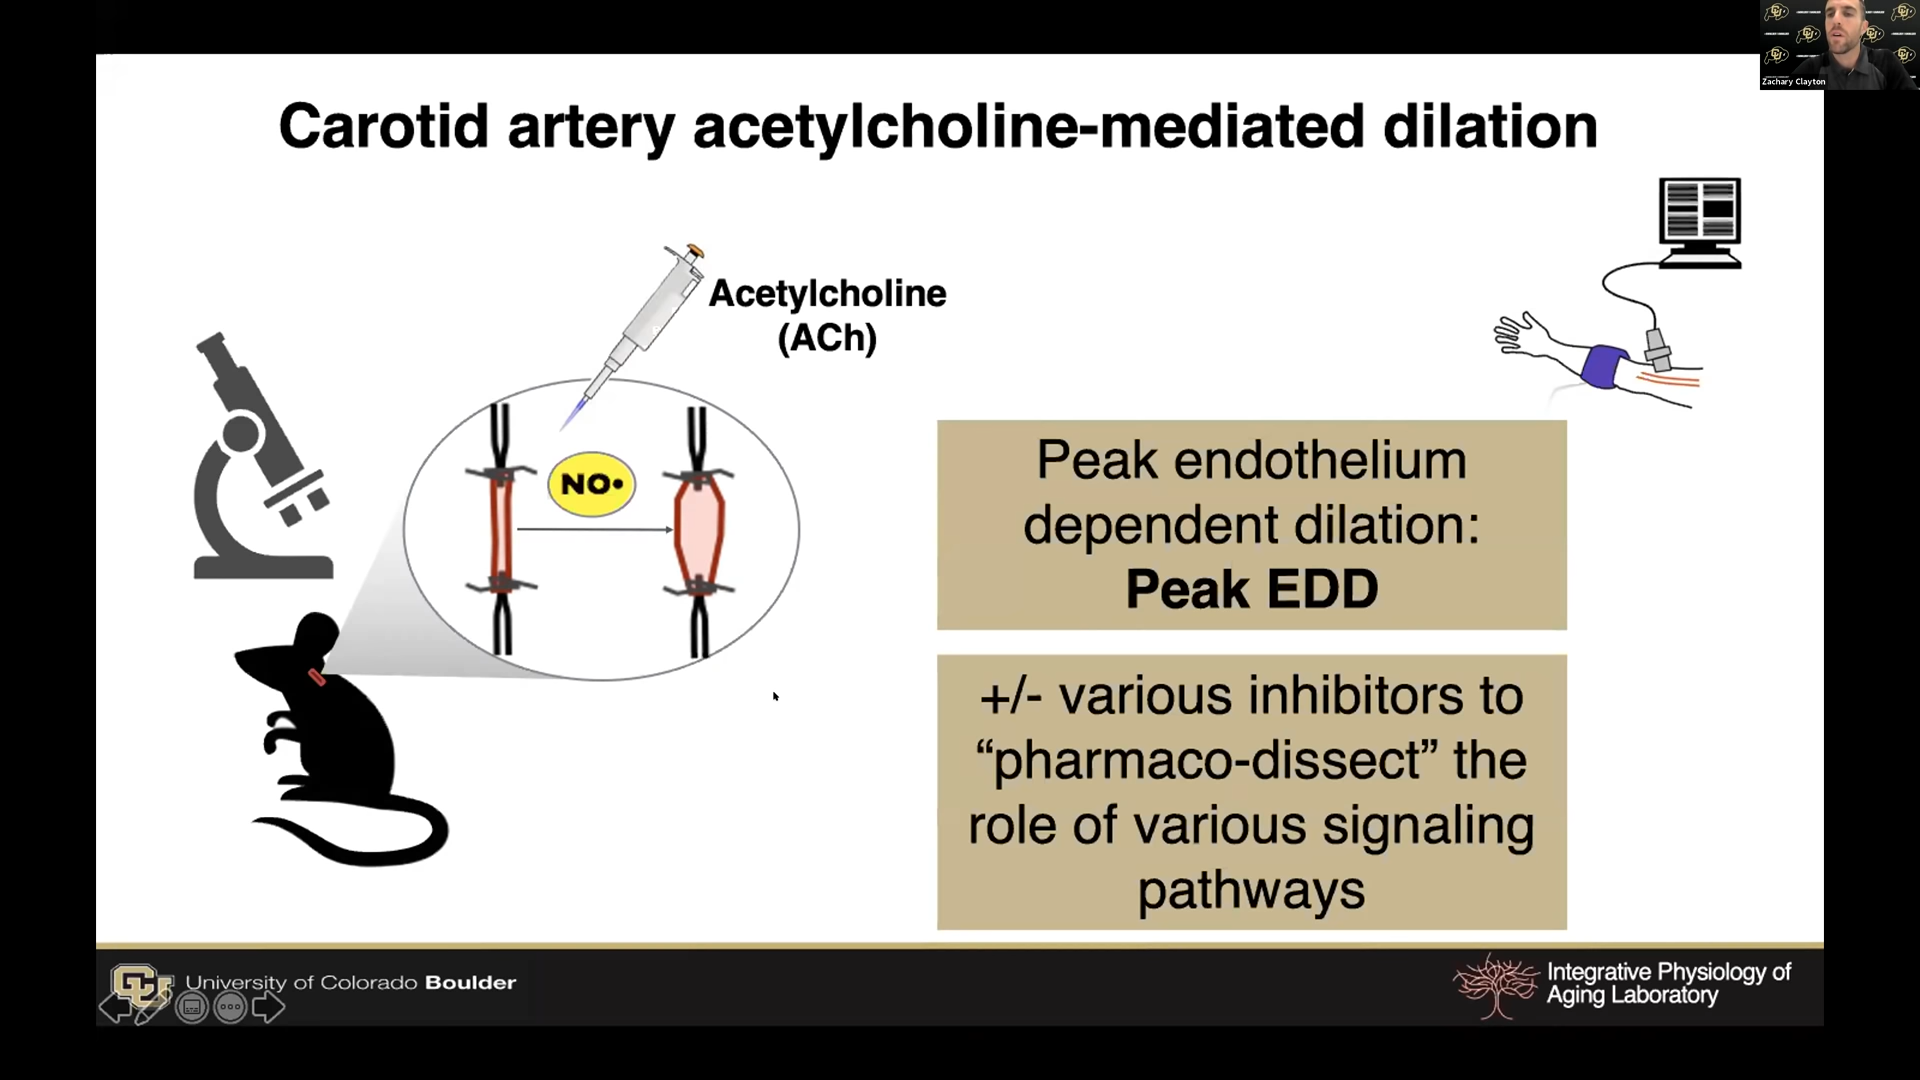 Zachary Clayton
Carotid artery acetylcholine-mediated dilation
Acetylcholine
(ACh)
NO•
Peak endothelium
dependent dilation:
Peak EDD
+/- various inhibitors to
“pharmaco-dissect” the
role of various signaling
pathways
CU
University of Colorado Boulder
Integrative Physiology of
Aging Laboratory